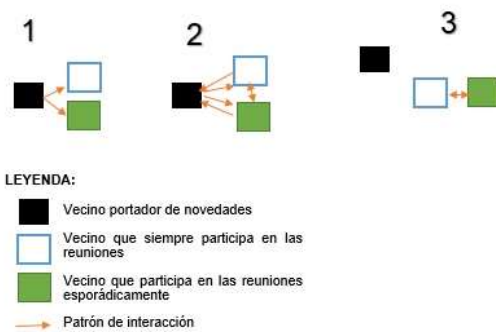 1
2
3
LEYENDA:
Vecino portador de novedades
Vecino que siempre participa en las
reuniones
Vecino que participa en las reuniones
esporádicamente
Patrón de interacción